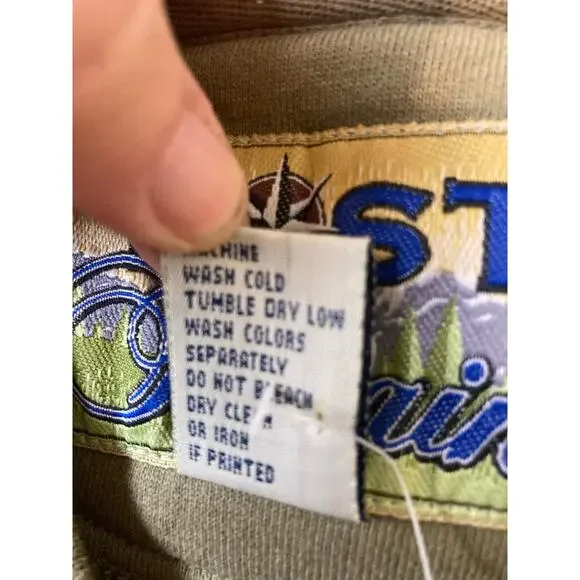 MACHINE
WASH COLD
TUMBLE DRY LOW
WASH COLORS
SEPARATELY
DO NOT BLEACH
DRY CLEAN
OR IRON
IF PRINTED
ST